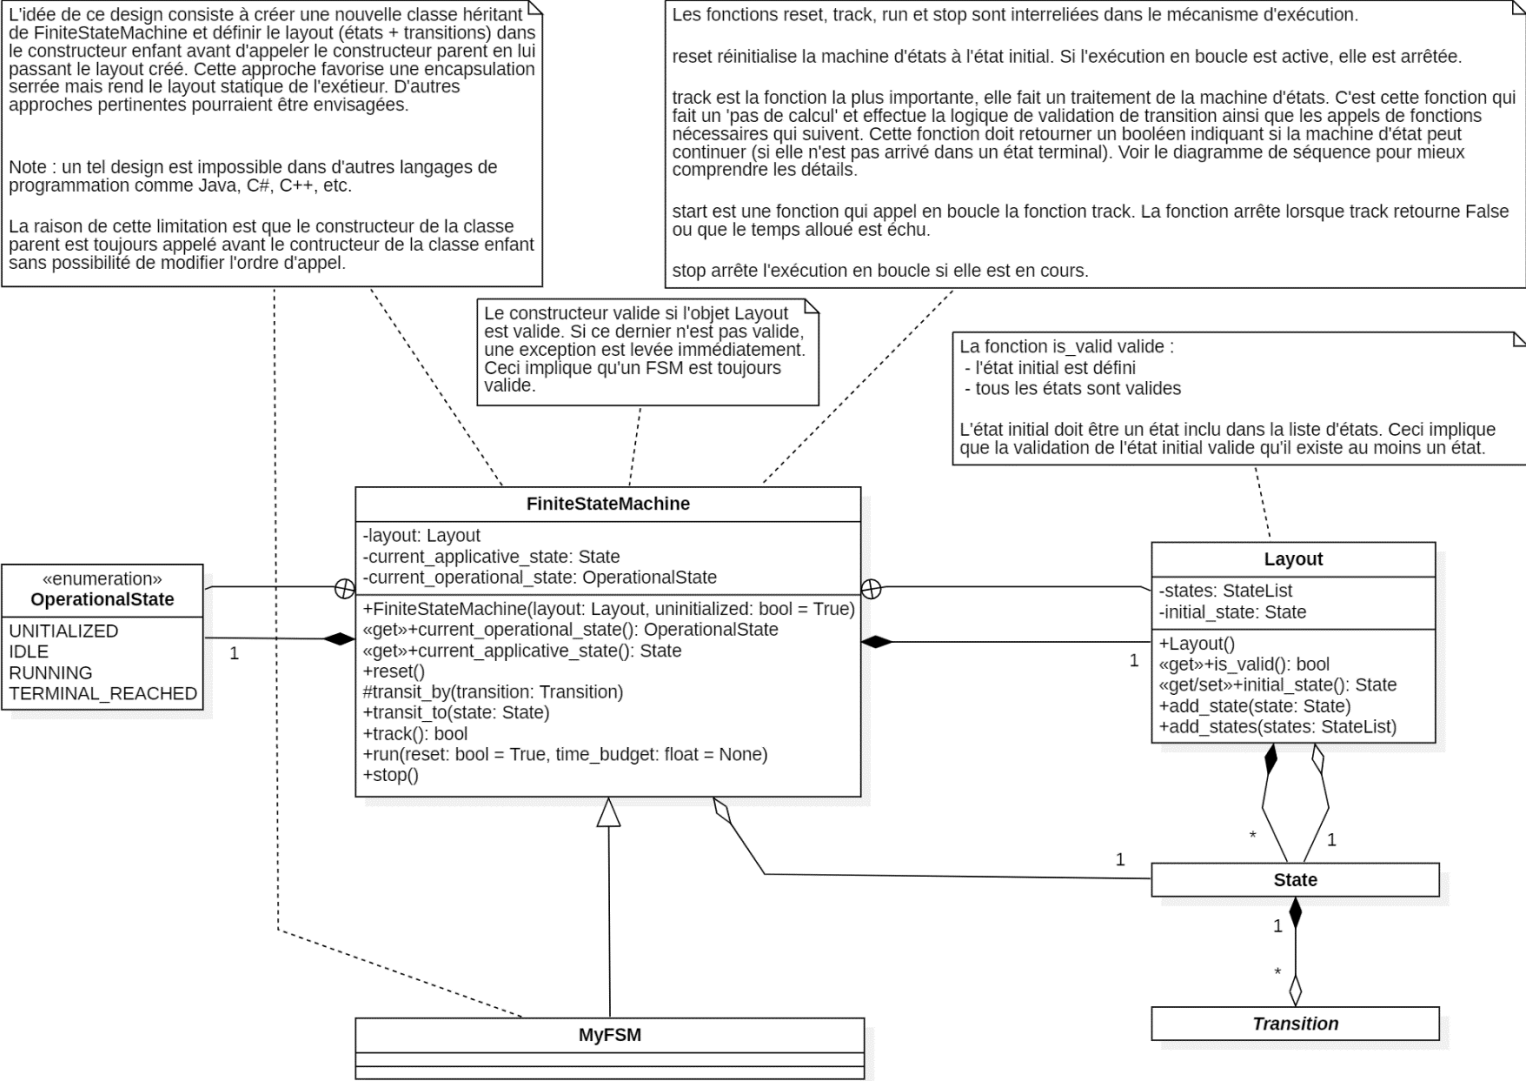 L'idée de ce design consiste à créer une nouvelle classe héritant
de FiniteStateMachine et définir le layout (états + transitions) dans
le constructeur enfant avant d'appeler le constructeur parent en lui
passant le layout créé. Cette approche favorise une encapsulation
serrée mais rend le layout statique de l'exétieur. D'autres
approches pertinentes pourraient être envisagées.
Note : un tel design est impossible dans d'autres langages de
programmation comme Java, C#, C++, etc.
La raison de cette limitation est que le constructeur de la classe
parent est toujours appelé avant le contructeur de la classe enfant
sans possibilité de modifier l'ordre d'appel.
Les fonctions reset, track, run et stop sont interreliées dans le mécanisme d'exécution.
reset réinitialise la machine d'états à l'état initial. Si l'exécution en boucle est active, elle est arrêtée.
track est la fonction la plus importante, elle fait un traitement de la machine d'états. C'est cette fonction qui
fait un 'pas de calcul' et effectue la logique de validation de transition ainsi que les appels de fonctions
nécessaires qui suivent. Cette fonction doit retourner un booléen indiquant si la machine d'état peut
continuer (si elle n'est pas arrivé dans un état terminal). Voir le diagramme de séquence pour mieux
comprendre les détails.
start est une fonction qui appel en boucle la fonction track. La fonction arrête lorsque track retourne False
ou que le temps alloué est échu.
stop arrête l'exécution en boucle si elle est en cours.
Le constructeur valide si l'objet Layout
est valide. Si ce dernier n'est pas valide,
une exception est levée immédiatement.
Ceci implique qu'un FSM est toujours
valide.
La fonction is_valid valide :
- l'état initial est défini
- tous les états sont valides
L'état initial doit être un état inclu dans la liste d'états. Ceci implique
que la validation de l'état initial valide qu'il existe au moins un état.
«enumeration»
OperationalState
UNITIALIZED
IDLE
RUNNING
TERMINAL_REACHED
1
FiniteStateMachine
-layout: Layout
-current_applicative_state: State
-current_operational_state: OperationalState
+FiniteStateMachine(layout: Layout, uninitialized: bool = True)
«get»+current_operational_state(): OperationalState
«get»+current_applicative_state(): State
+reset()
#transit_by(transition: Transition)
+transit_to(state: State)
+track(): bool
+run(reset: bool = True, time_budget: float = None)
+stop()
1
Layout
-states: StateList
-initial_state: State
+Layout()
«get»+is_valid(): bool
«get/set»+initial_state(): State
+add_state(state: State)
+add_states(states: StateList)
*
1
1
State
1
*
Transition
MyFSM